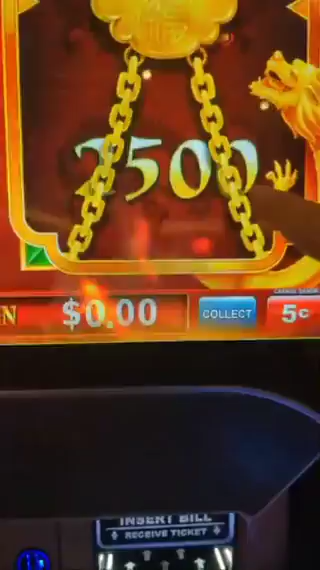 2500
N $0.00 COLLECT 5¢
INSERT BILL
RECEIVE TICKET